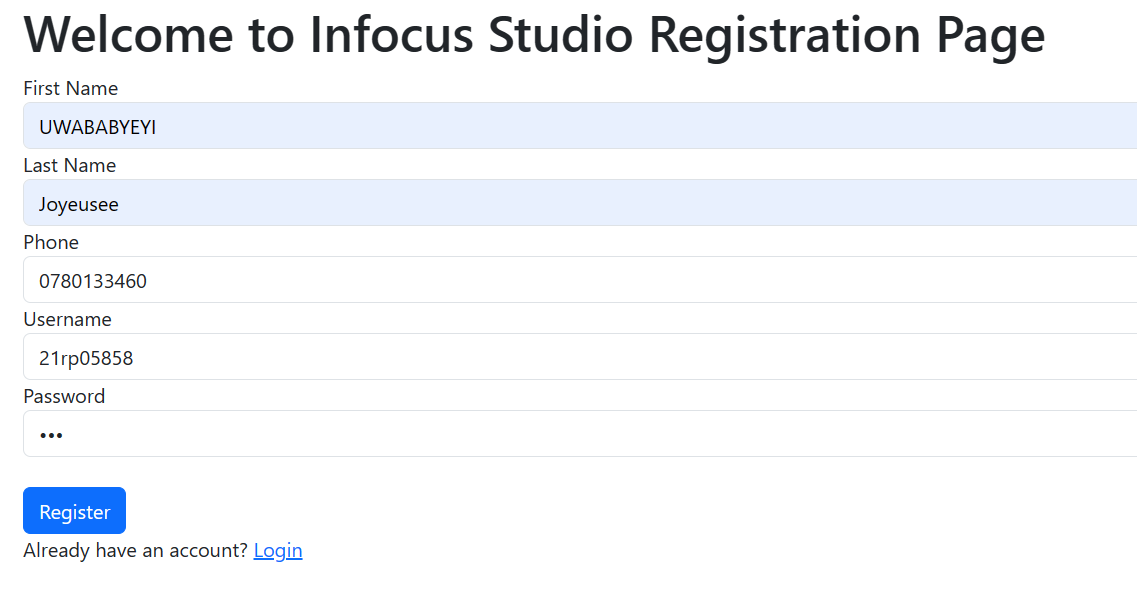 Welcome to Infocus Studio Registration Page
First Name
UWABABYEYI
Last Name
Joyeusee
Phone
0780133460
Username
21rp05858
Password
•••
Register
Already have an account? Login